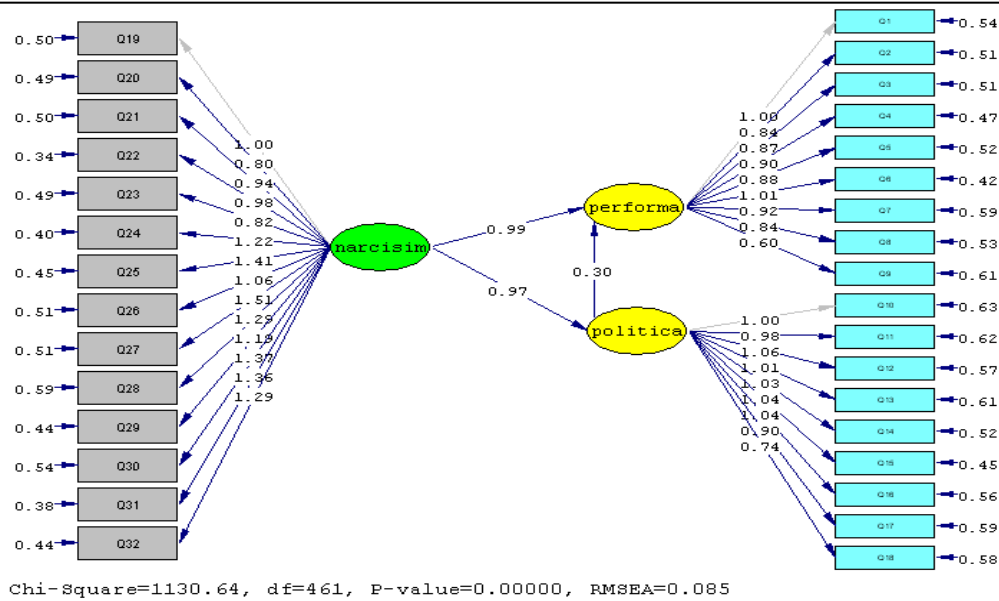 0.50 Q19
0.49 Q20
0.50 Q21
0.34 Q22
0.49 Q23
0.40 Q24
0.45 Q25
0.51 Q26
0.51 Q27
0.59 Q28
0.44 Q29
0.54 Q30
0.38 Q31
0.44 Q32
1.00
0.80
0.94
0.98
0.82
1.22
1.41
1.06
1.51
1.29
1.19
1.37
1.36
1.29
narcisim
0.99
0.97
performa
0.30
politica
1.00
0.84
0.87
0.90
0.88
1.01
0.92
0.84
0.60
1.00
0.98
1.06
1.01
1.03
1.04
1.04
0.90
0.74
Q1 0.54
Q2 0.51
Q3 0.51
Q4 0.47
Q5 0.52
Q6 0.42
Q7 0.59
Q8 0.53
Q9 0.61
Q10 0.63
Q11 0.62
Q12 0.57
Q13 0.61
Q14 0.52
Q15 0.45
Q16 0.56
Q17 0.59
Q18 0.58
Chi-Square=1130.64, df=461, P-value=0.00000, RMSEA=0.085